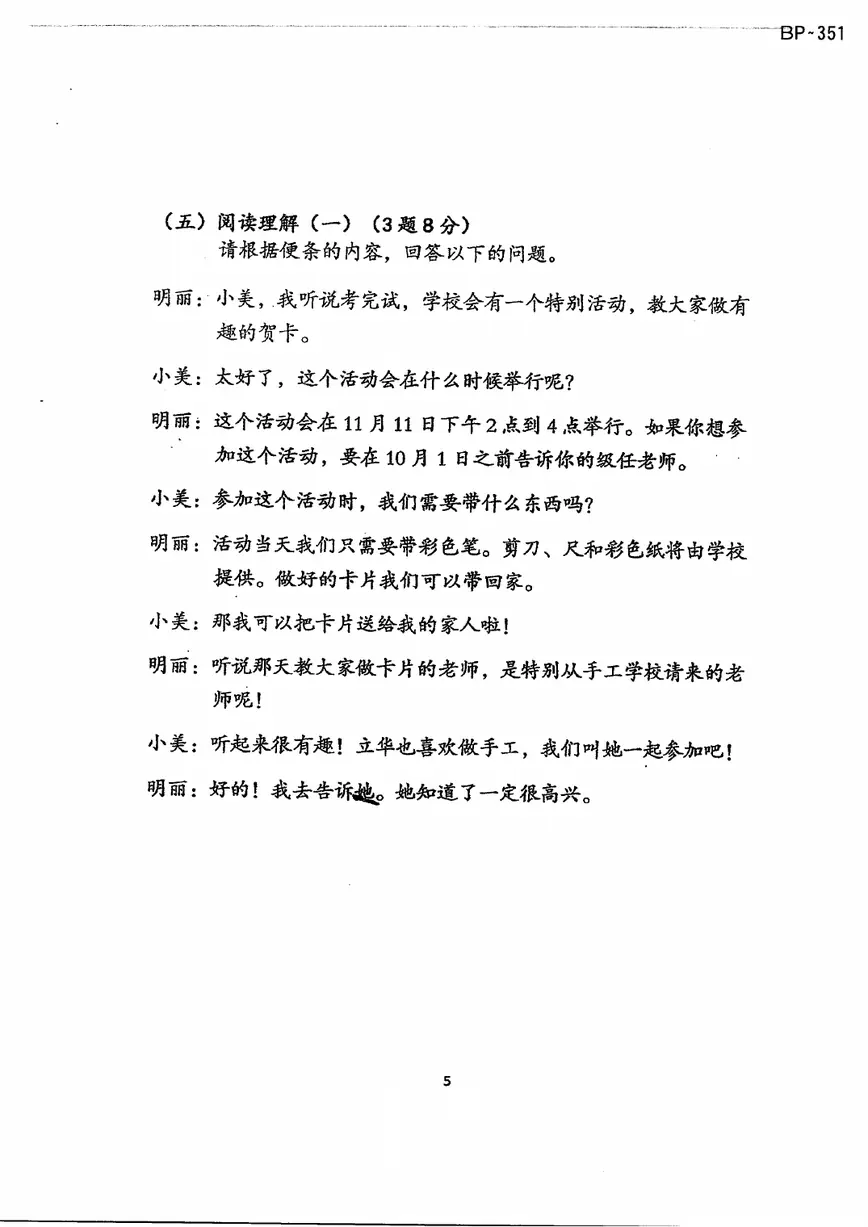 BP~351
（五）阅读理解（一）（3题8分）
请根据便条的内容，回答以下的问题。
明丽：小美，我听说考完试，学校会有一个特别活动，教大家做有
趣的贺卡。
小美：太好了，这个活动会在什么时候举行呢？
明丽：这个活动会在 11 月 11 日下午 2 点到 4 点举行。如果你想参
加这个活动，要在 10 月 1 日之前告诉你的级任老师。
小美：参加这个活动时，我们需要带什么东西吗？
明丽：活动当天我们只需要带彩色笔。剪刀、尺和彩色纸将由学校
提供。做好的卡片我们可以带回家。
小美：那我可以把卡片送给我的家人啦！
明丽：听说那天教大家做卡片的老师，是特别从手工学校请来的老
师呢！
小美：听起来很有趣！立华也喜欢做手工，我们叫她一起参加吧！
明丽：好的！我去告诉她。她知道了一定很高兴。
5